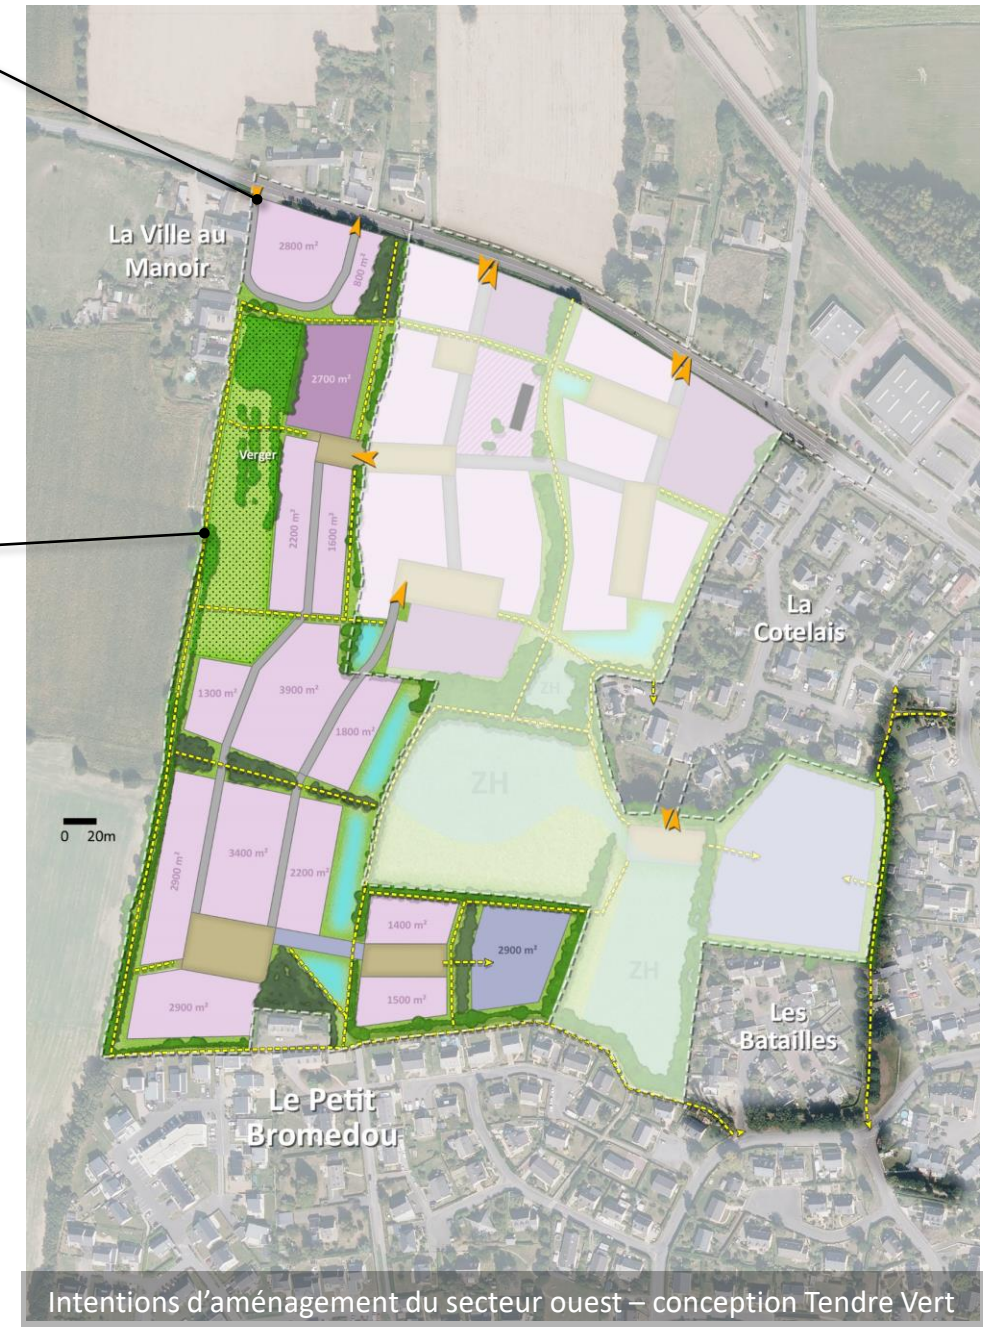 La Ville au
Manoir
2800 m²
800 m²
2700 m²
Verger
2200 m²
1600 m²
La
Cotelais
1300 m²
3900 m²
1800 m²
ZH
ZH
0 20m
2900 m²
3400 m²
2200 m²
1400 m²
2900 m²
ZH
1500 m²
2900 m²
Les
Batailles
Le Petit
Bromedou
Intentions d’aménagement du secteur ouest – conception Tendre Vert